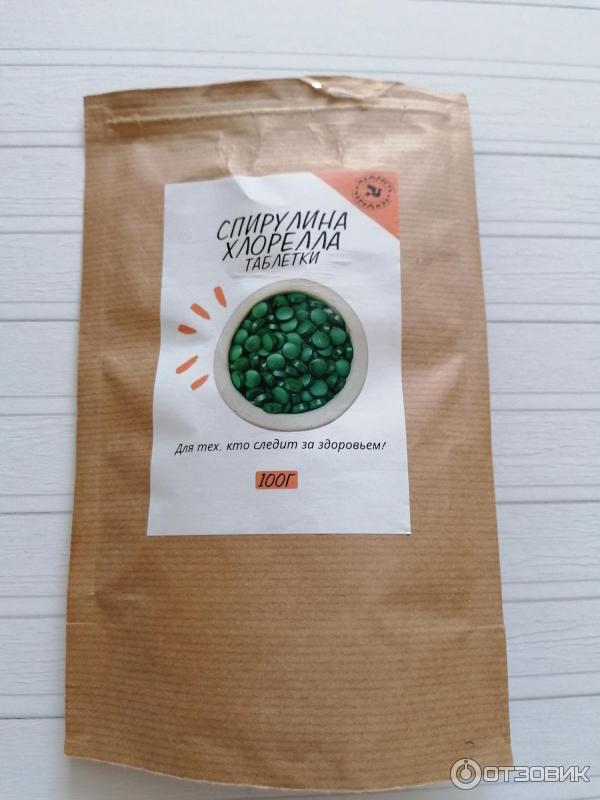 СПИРУЛИНА
ХЛОРЕЛЛА
ТАБЛЕТКИ
Для тех, кто следит за здоровьем!
100Г
ОТЗОВИК